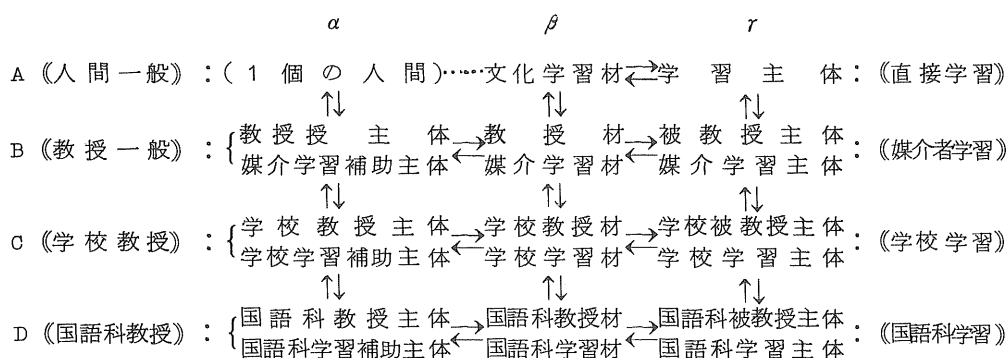 α β γ
A 《人間一般》：(1個の人間)……文化学習材⇄学習主体：《直接学習》
↑↓ ↑↓ ↑↓
教授授主体 教授材 被教授主体
B 《教授一般》：{ → ← → ← ：《媒介者学習》
媒介学習補助主体 媒介学習材 媒介学習主体
↑↓ ↑↓ ↑↓
学校教授主体 学校教授材 学校被教授主体
C 《学校教授》：{ → ← → ← ：《学校学習》
学校学習補助主体 学校学習材 学校学習主体
↑↓ ↑↓ ↑↓
国語科教授主体 国語科教授材 国語科被教授主体
D 《国語科教授》：{ → ← → ← ：《国語科学習》
国語科学習補助主体 国語科学習材 国語科学習主体